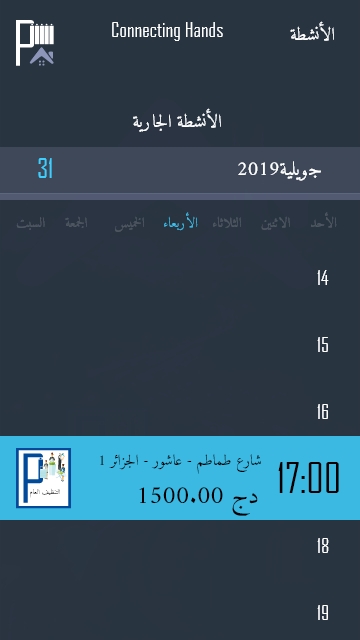 الأنشطة
Connecting Hands
الأنشطة الجارية
جويلية2019
31
الأحد الاثنين الثلاثاء الأربعاء الخميس الجمعة السبت
14
15
16
17:00
شارع طماطم - عاشور - الجزائر 1
1500.00 دج
التنظيف العام
18
19